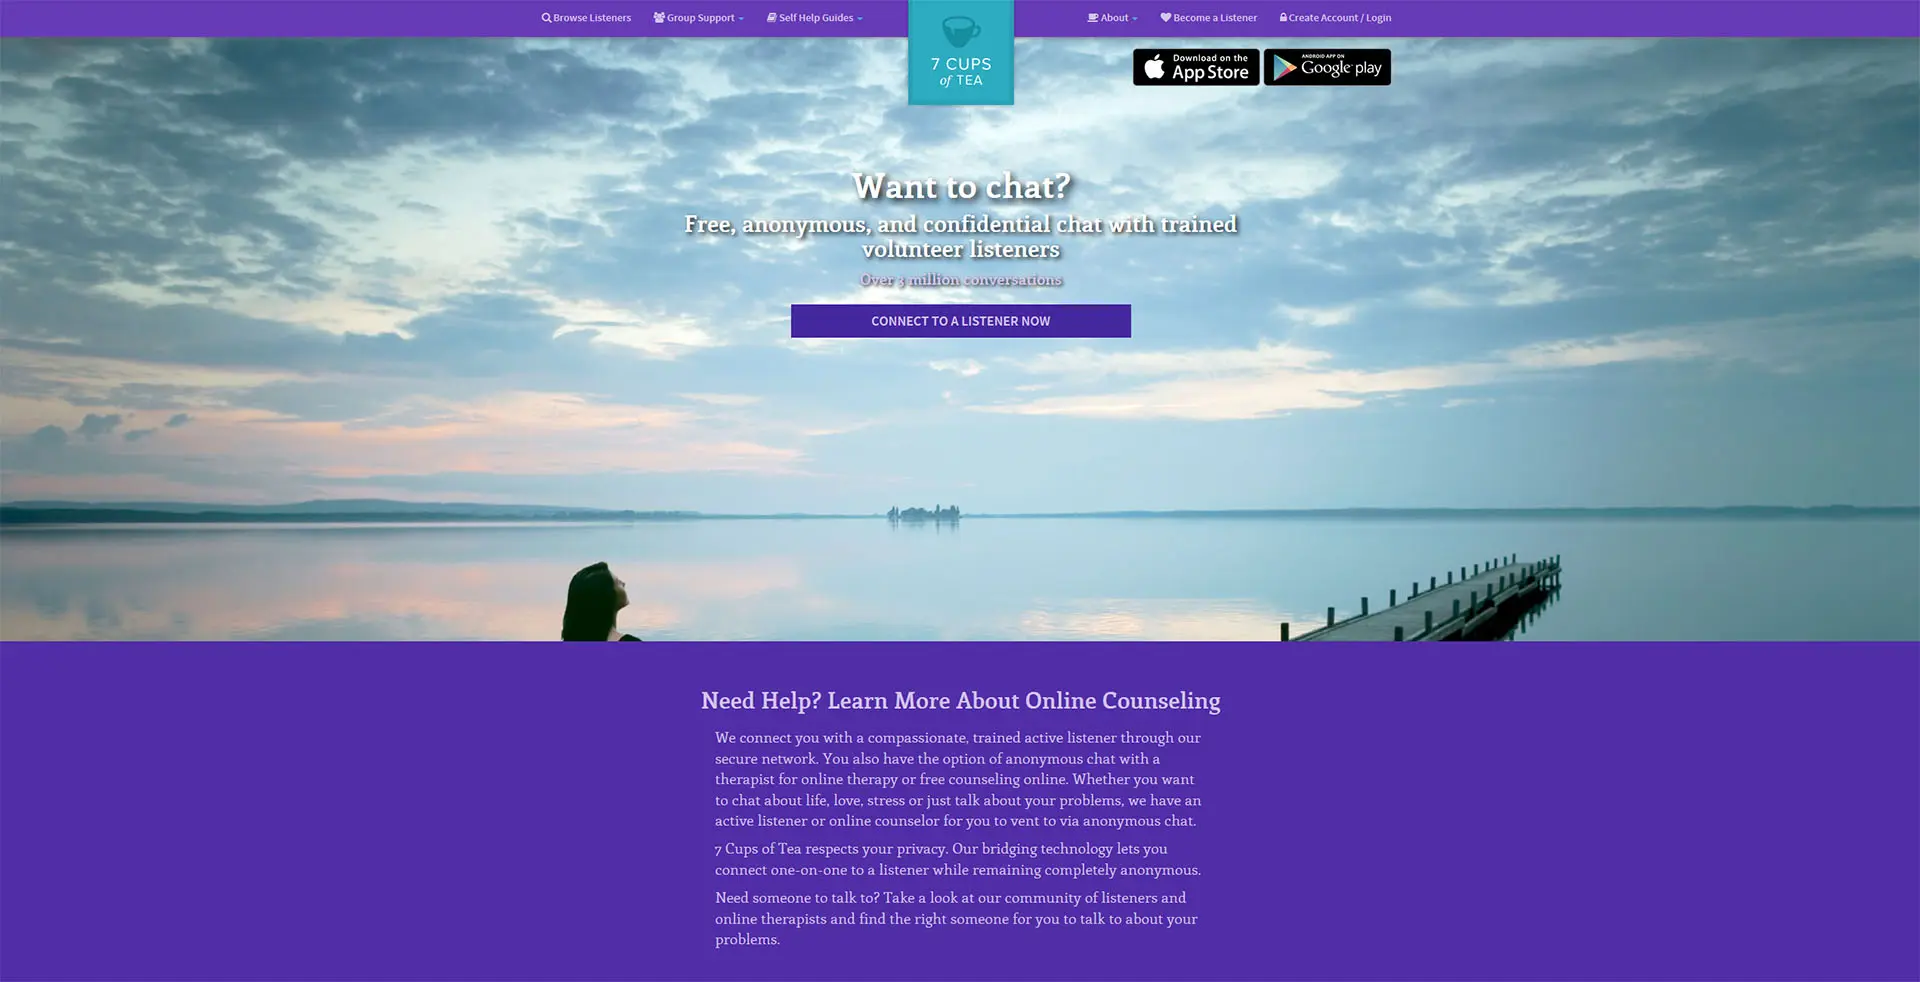 Browse Listeners
Group Support
Self Help Guides
7 CUPS
of TEA
About
Become a Listener
Create Account / Login
Download on the
App Store
ANDROID APP ON
Google play
Want to chat?
Free, anonymous, and confidential chat with trained
volunteer listeners
Over 3 million conversations
CONNECT TO A LISTENER NOW
Need Help? Learn More About Online Counseling
We connect you with a compassionate, trained active listener through our
secure network. You also have the option of anonymous chat with a
therapist for online therapy or free counseling online. Whether you want
to chat about life, love, stress or just talk about your problems, we have an
active listener or online counselor for you to vent to via anonymous chat.
7 Cups of Tea respects your privacy. Our bridging technology lets you
connect one-on-one to a listener while remaining completely anonymous.
Need someone to talk to? Take a look at our community of listeners and
online therapists and find the right someone for you to talk to about your
problems.